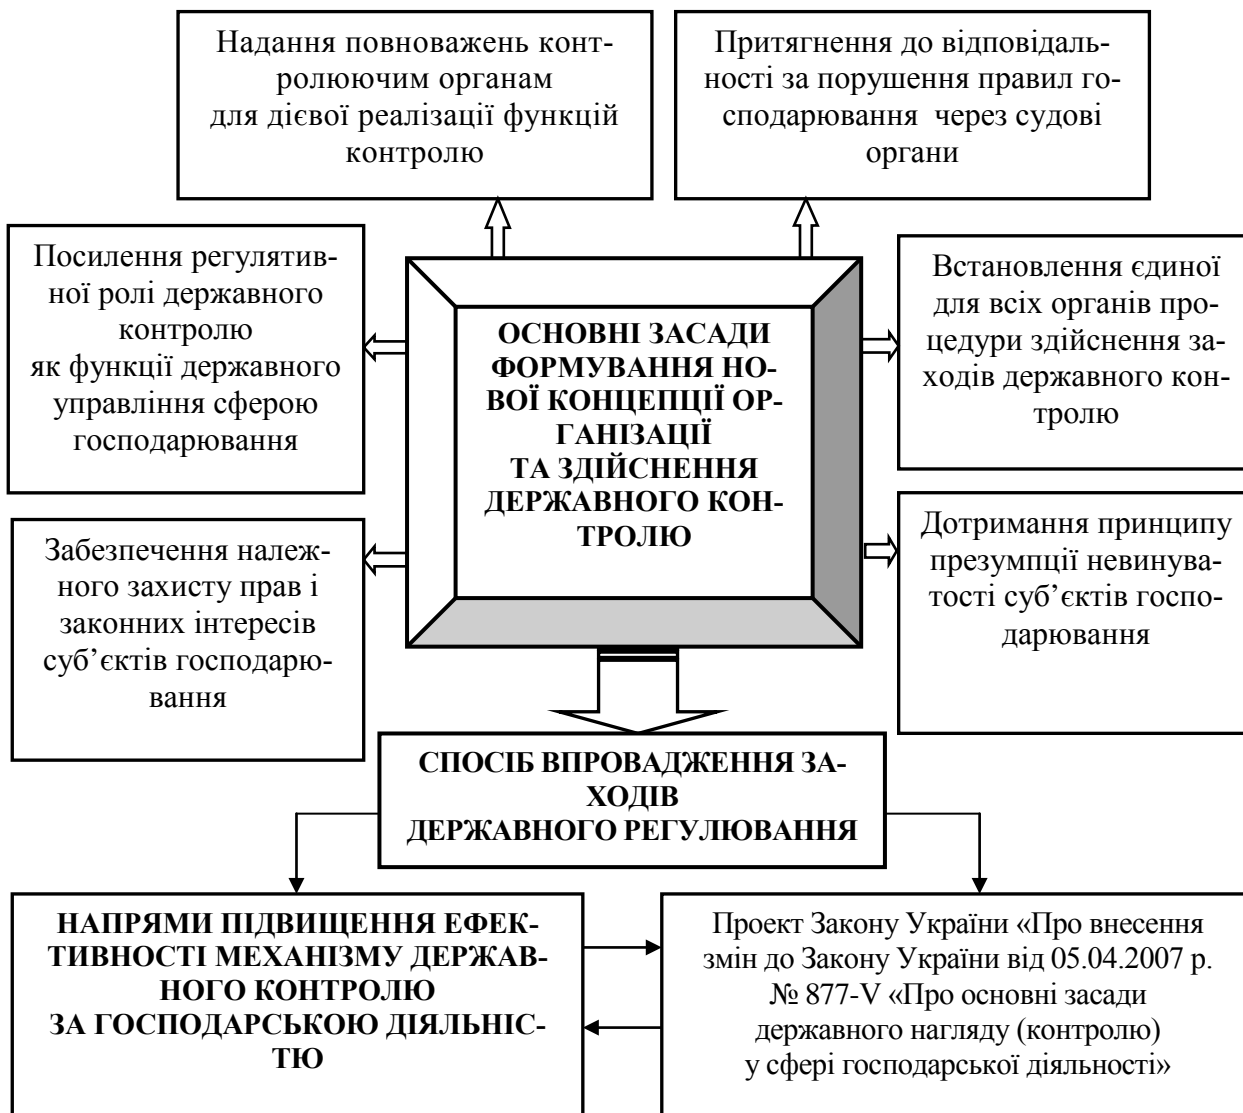 Надання повноважень конт-
ролюючим органам
для дієвої реалізації функцій
контролю
Притягнення до відповідаль-
ності за порушення правил го-
сподарювання через судові
органи
Посилення регулятив-
ної ролі державного
контролю
як функції державного
управління сферою
господарювання
ОСНОВНІ ЗАСАДИ
ФОРМУВАННЯ НО-
ВОЇ КОНЦЕПЦІЇ ОР-
ГАНІЗАЦІЇ
ТА ЗДІЙСНЕННЯ
ДЕРЖАВНОГО КОН-
ТРОЛЮ
Встановлення єдиної
для всіх органів про-
цедури здійснення за-
ходів державного кон-
тролю
Забезпечення належ-
ного захисту прав і
законних інтересів
суб’єктів господарю-
вання
Дотримання принципу
презумпції невинува-
тості суб’єктів госпо-
дарювання
СПОСІБ ВПРОВАДЖЕННЯ ЗА-
ХОДІВ
ДЕРЖАВНОГО РЕГУЛЮВАННЯ
НАПРЯМИ ПІДВИЩЕННЯ ЕФЕК-
ТИВНОСТІ МЕХАНІЗМУ ДЕРЖАВ-
НОГО КОНТРОЛЮ
ЗА ГОСПОДАРСЬКОЮ ДІЯЛЬНІС-
ТЮ
Проект Закону України «Про внесення
змін до Закону України від 05.04.2007 р.
№ 877-V «Про основні засади
державного нагляду (контролю)
у сфері господарської діяльності»